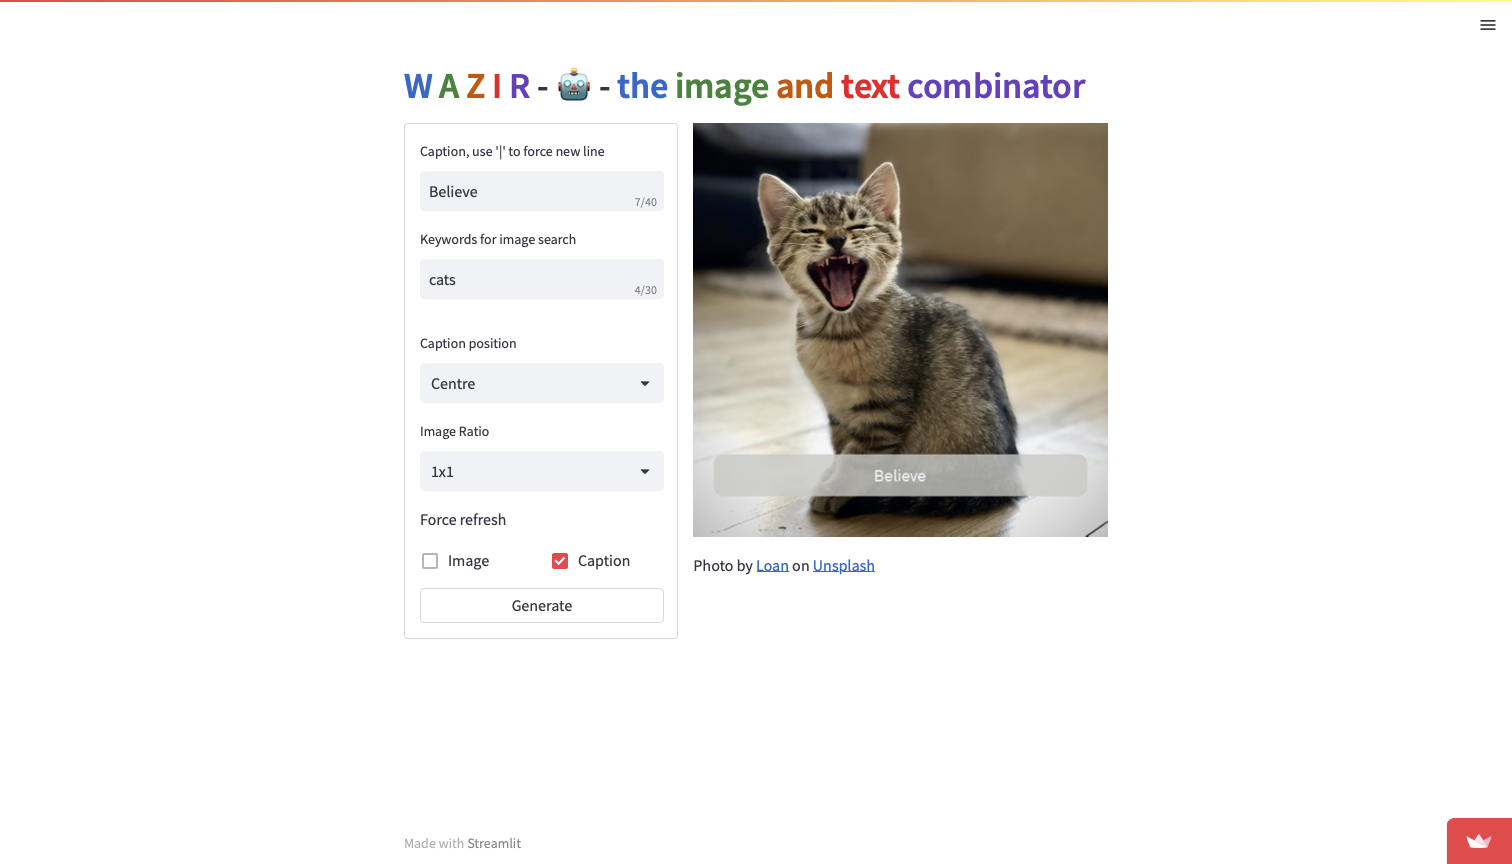 W A Z I R - 🤖 - the image and text combinator
Caption, use '|' to force new line
Believe
7/40
Keywords for image search
cats
4/30
Caption position
Centre
Image Ratio
1x1
Force refresh
Image
Caption
Generate
Believe
Photo by Loan on Unsplash
Made with Streamlit